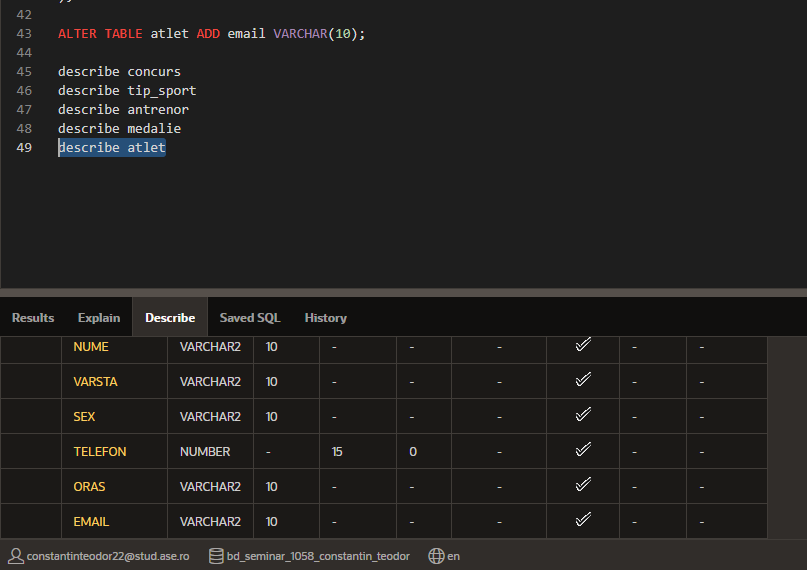 42
43 ALTER TABLE atlet ADD email VARCHAR(10);
44
45 describe concurs
46 describe tip_sport
47 describe antrenor
48 describe medalie
49 describe atlet
Results Explain Describe Saved SQL History
NUME VARCHAR2 10 - - - - -
VARSTA VARCHAR2 10 - - - - -
SEX VARCHAR2 10 - - - - -
TELEFON NUMBER - 15 0 - - -
ORAS VARCHAR2 10 - - - - -
EMAIL VARCHAR2 10 - - - - -
constantinteodor22@stud.ase.ro bd_seminar_1058_constantin_teodor en